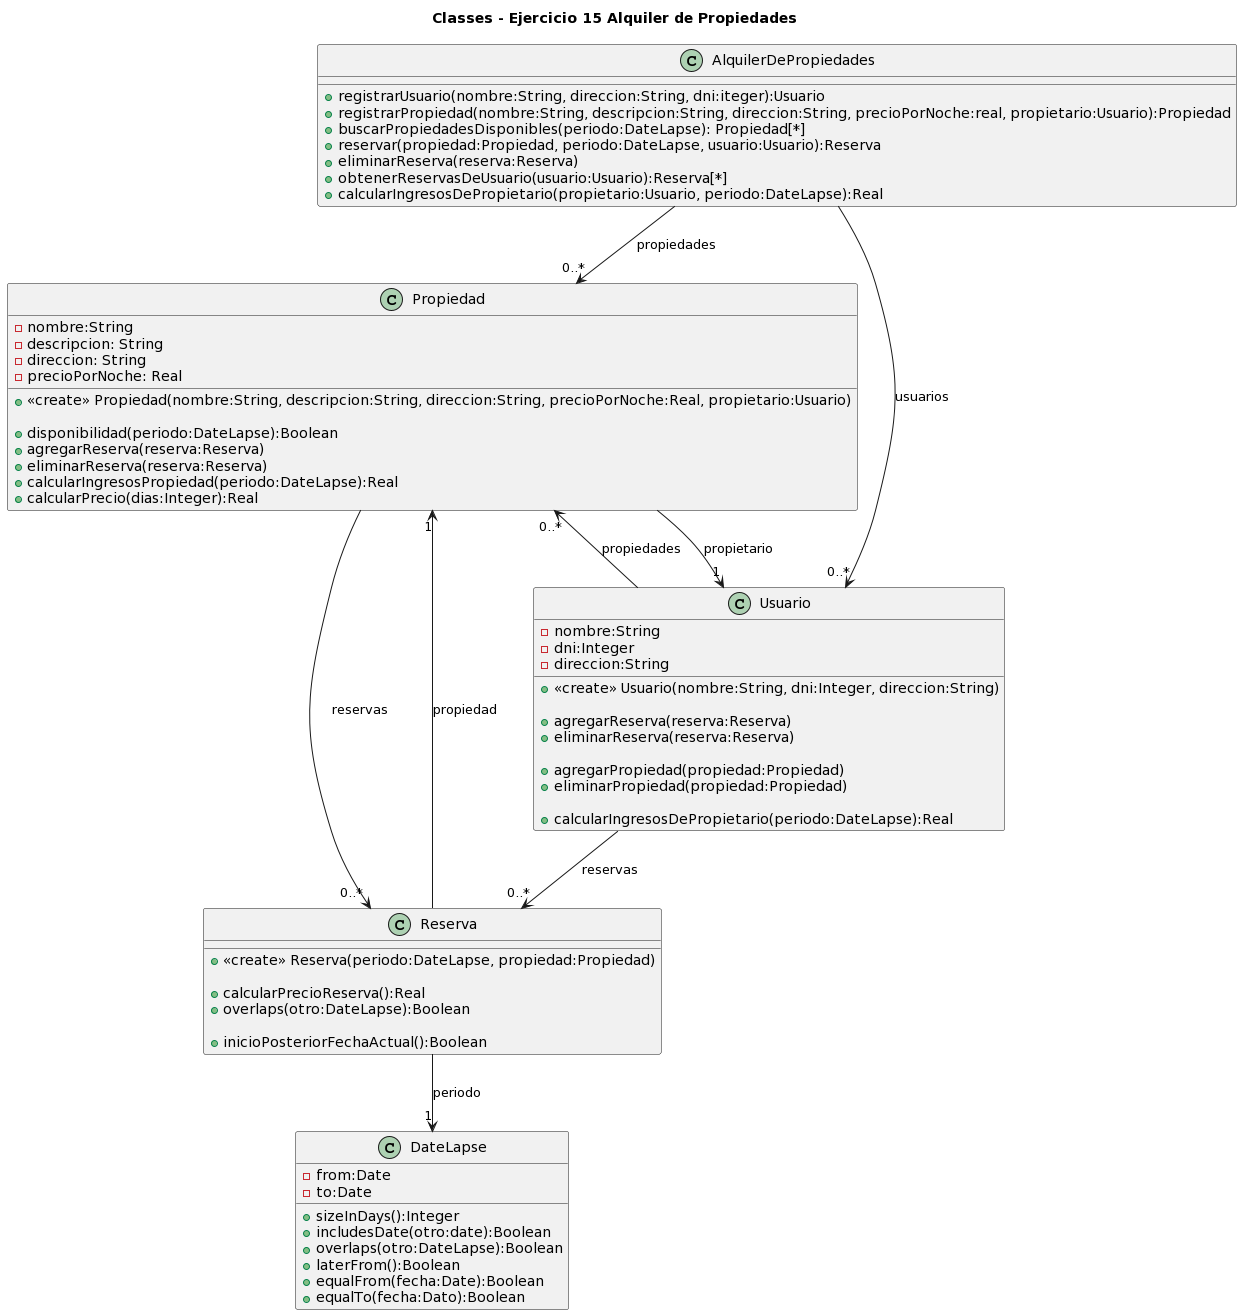 Classes - Ejercicio 15 Alquiler de Propiedades
C AlquilerDePropiedades
registrarUsuario(nombre:String, direccion:String, dni:iteger):Usuario
registrarPropiedad(nombre:String, descripcion:String, direccion:String, precioPorNoche:real, propietario:Usuario):Propiedad
buscarPropiedadesDisponibles(periodo:DateLapse): Propiedad[*]
reservar(propiedad:Propiedad, periodo:DateLapse, usuario:Usuario):Reserva
eliminarReserva(reserva:Reserva)
obtenerReservasDeUsuario(usuario:Usuario):Reserva[*]
calcularIngresosDePropietario(propietario:Usuario, periodo:DateLapse):Real
propiedades
0..*
C Propiedad
nombre:String
descripcion: String
direccion: String
precioPorNoche: Real
«create» Propiedad(nombre:String, descripcion:String, direccion:String, precioPorNoche:Real, propietario:Usuario)
disponibilidad(periodo:DateLapse):Boolean
agregarReserva(reserva:Reserva)
eliminarReserva(reserva:Reserva)
calcularIngresosPropiedad(periodo:DateLapse):Real
calcularPrecio(dias:Integer):Real
usuarios
1
0..*
propiedades
propietario
1
0..*
C Usuario
nombre:String
dni:Integer
direccion:String
«create» Usuario(nombre:String, dni:Integer, direccion:String)
agregarReserva(reserva:Reserva)
eliminarReserva(reserva:Reserva)
agregarPropiedad(propiedad:Propiedad)
eliminarPropiedad(propiedad:Propiedad)
calcularIngresosDePropietario(periodo:DateLapse):Real
reservas
propiedad
reservas
0..*
0..*
C Reserva
«create» Reserva(periodo:DateLapse, propiedad:Propiedad)
calcularPrecioReserva():Real
overlaps(otro:DateLapse):Boolean
inicioPosteriorFechaActual():Boolean
periodo
1
C DateLapse
from:Date
to:Date
sizeInDays():Integer
includesDate(otro:date):Boolean
overlaps(otro:DateLapse):Boolean
laterFrom():Boolean
equalFrom(fecha:Date):Boolean
equalTo(fecha:Dato):Boolean